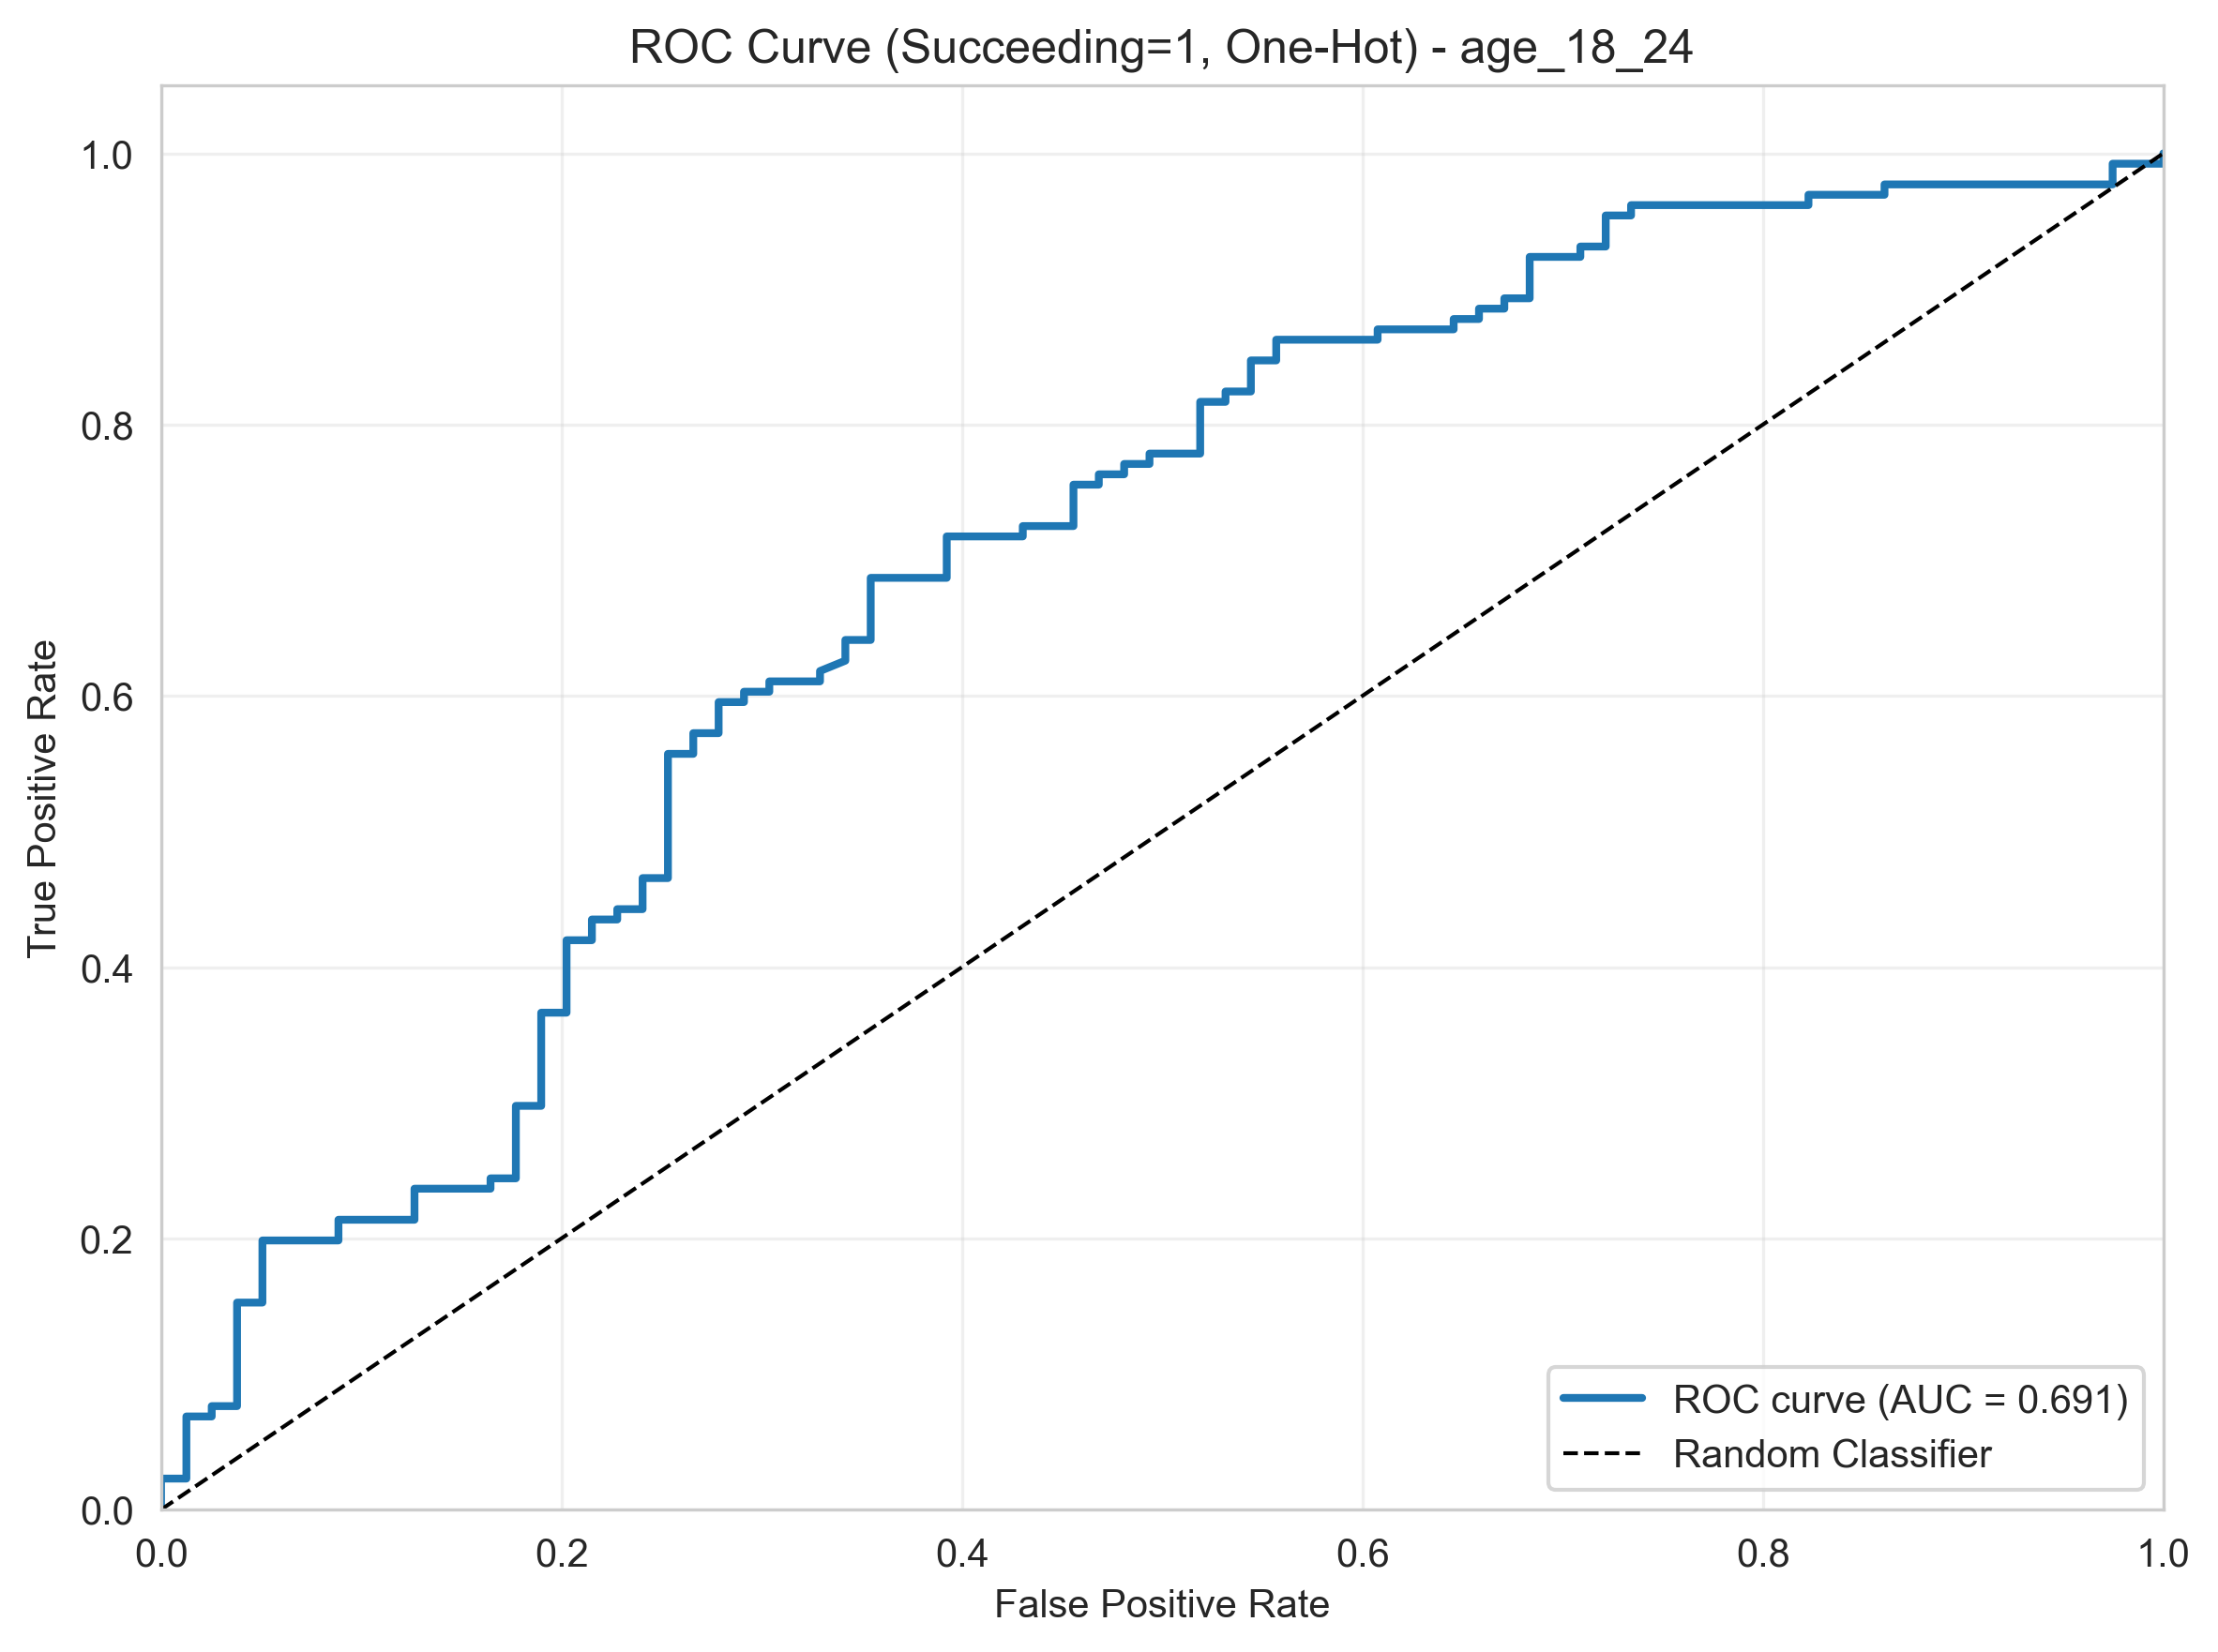 ROC Curve (Succeeding=1, One-Hot) - age_18_24
True Positive Rate
1.0
0.8
0.6
0.4
0.2
0.0
0.0 0.2 0.4 0.6 0.8 1.0
False Positive Rate
ROC curve (AUC = 0.691)
Random Classifier